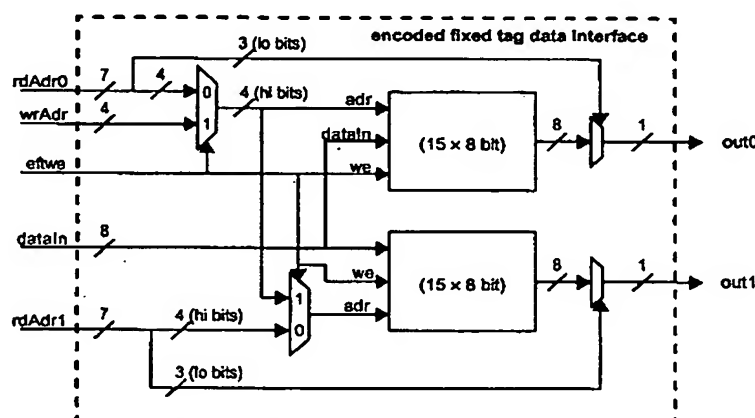 encoded fixed tag data interface
3 (lo bits)
rdAdr0 7 4 0 4 (hi bits) adr
wrAdr 4 1
dataIn (15 × 8 bit) 8 1 out0
eftwe we
dataIn 8
we (15 × 8 bit) 8 1 out1
1
adr
rdAdr1 7 4 (hi bits) 0
3 (lo bits)